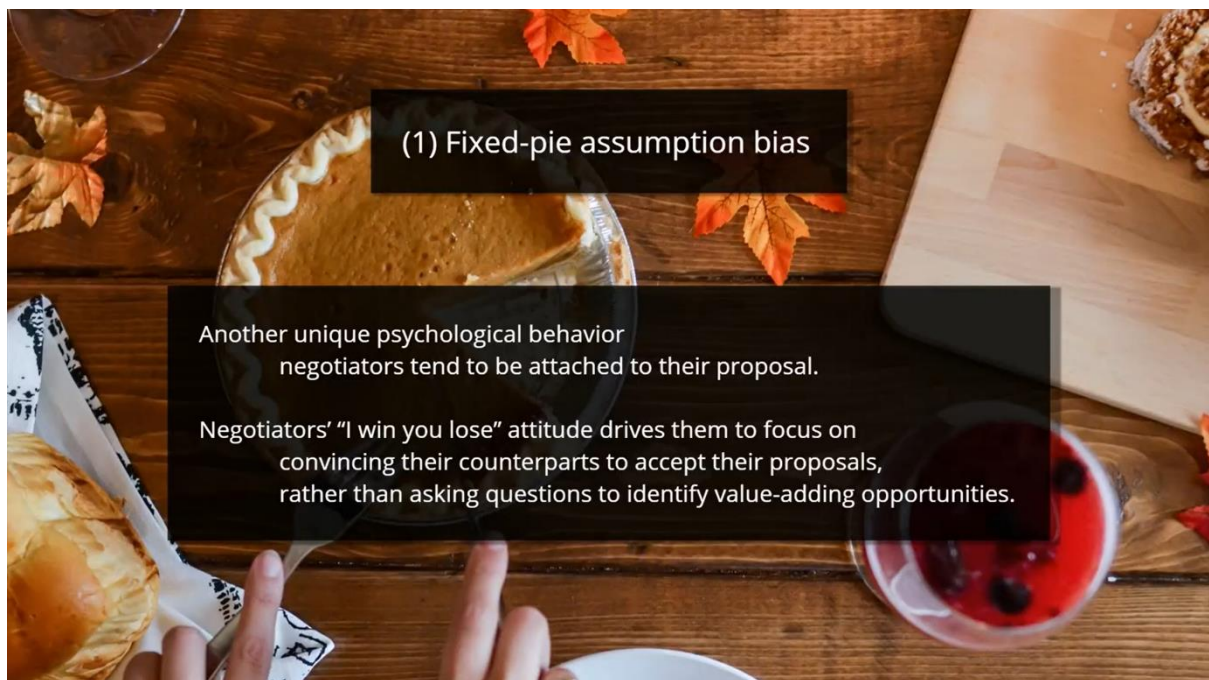 (1) Fixed-pie assumption bias
Another unique psychological behavior
negotiators tend to be attached to their proposal.
Negotiators’ “I win you lose” attitude drives them to focus on
convincing their counterparts to accept their proposals,
rather than asking questions to identify value-adding opportunities.